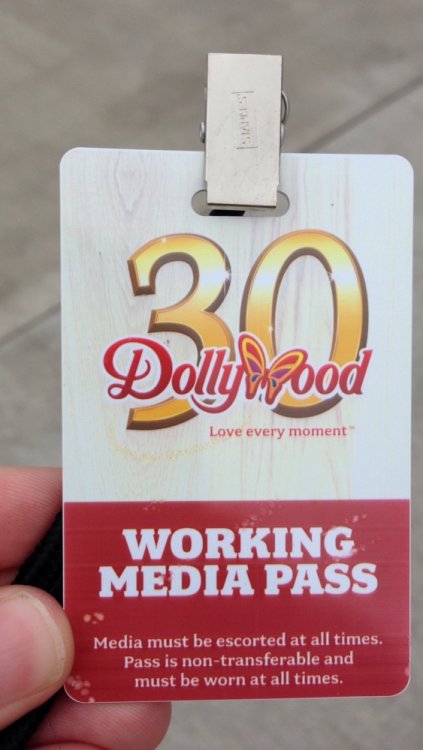 STAPLES
30
Dollywood
Love every moment™
WORKING
MEDIA PASS
Media must be escorted at all times.
Pass is non-transferable and
must be worn at all times.